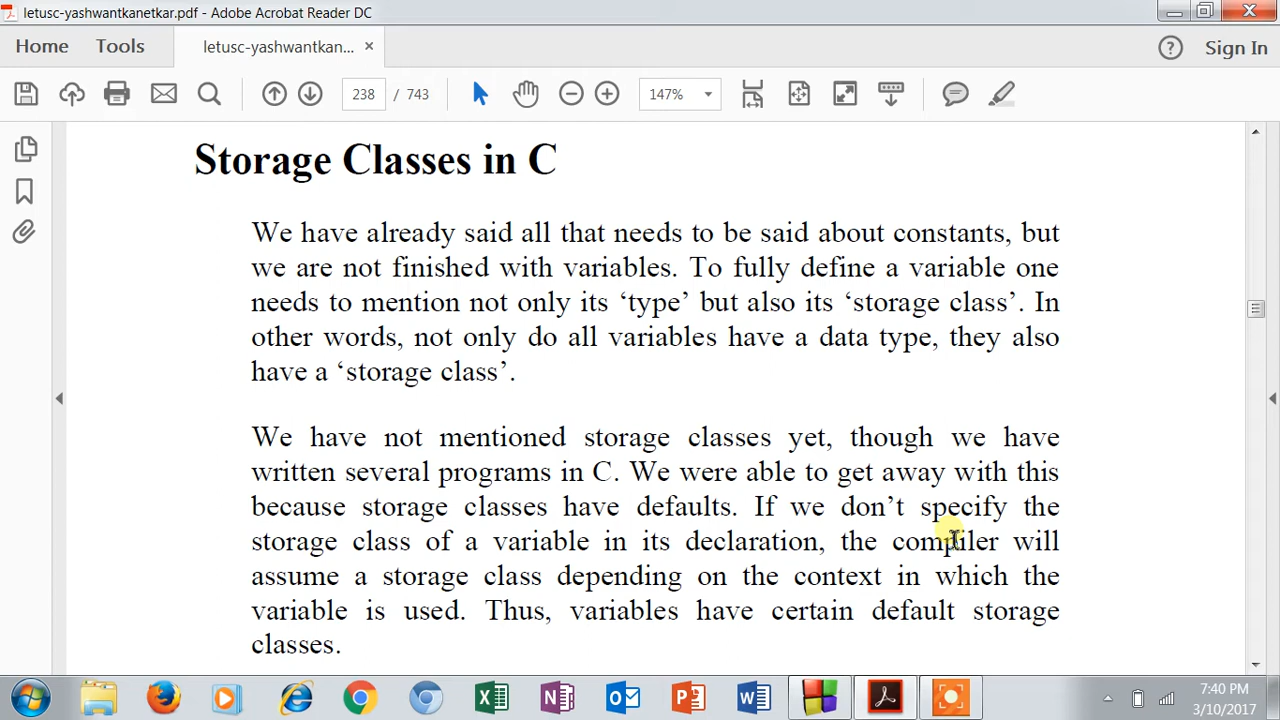 letusc-yashwantkanetkar.pdf - Adobe Acrobat Reader DC
Home Tools letusc-yashwantkan... × ? Sign In
238 / 743 147%
Storage Classes in C
We have already said all that needs to be said about constants, but
we are not finished with variables. To fully define a variable one
needs to mention not only its ‘type’ but also its ‘storage class’. In
other words, not only do all variables have a data type, they also
have a ‘storage class’.
We have not mentioned storage classes yet, though we have
written several programs in C. We were able to get away with this
because storage classes have defaults. If we don’t specify the
storage class of a variable in its declaration, the compiler will
assume a storage class depending on the context in which the
variable is used. Thus, variables have certain default storage
classes.
7:40 PM
3/10/2017